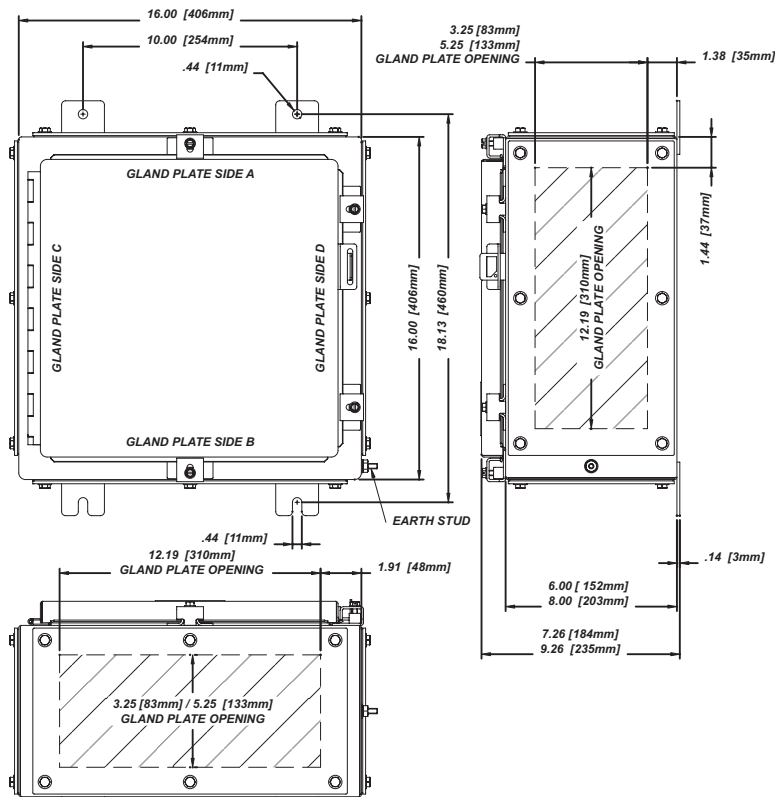 16.00 [406mm]
10.00 [254mm]
.44 [11mm]
3.25 [83mm]
5.25 [133mm]
GLAND PLATE OPENING
1.38 [35mm]
GLAND PLATE SIDE A
GLAND PLATE SIDE C
GLAND PLATE SIDE D
GLAND PLATE SIDE B
16.00 [406mm]
18.13 [460mm]
12.19 [310mm]
GLAND PLATE OPENING
1.44 [37mm]
EARTH STUD
.44 [11mm]
12.19 [310mm]
GLAND PLATE OPENING
1.91 [48mm]
.14 [3mm]
6.00 [ 152mm]
8.00 [203mm]
7.26 [184mm]
9.26 [235mm]
3.25 [83mm] / 5.25 [133mm]
GLAND PLATE OPENING